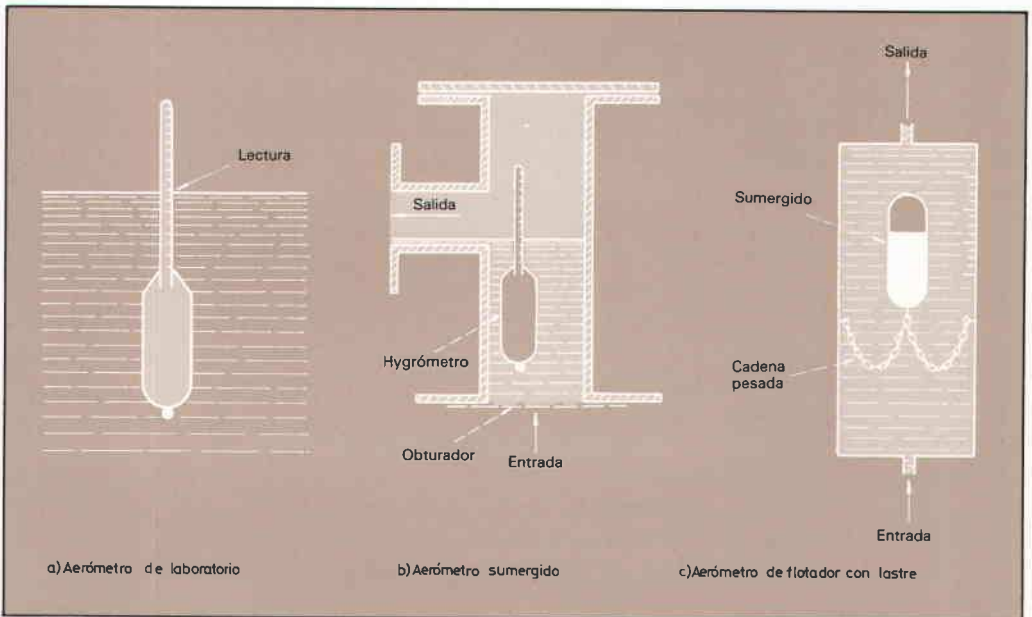 Lectura
a) Aerómetro de laboratorio
Salida
Hygrómetro
Obturador
Entrada
b) Aerómetro sumergido
Salida
Sumergido
Cadena
pesada
Entrada
c) Aerómetro de flotador con lastre